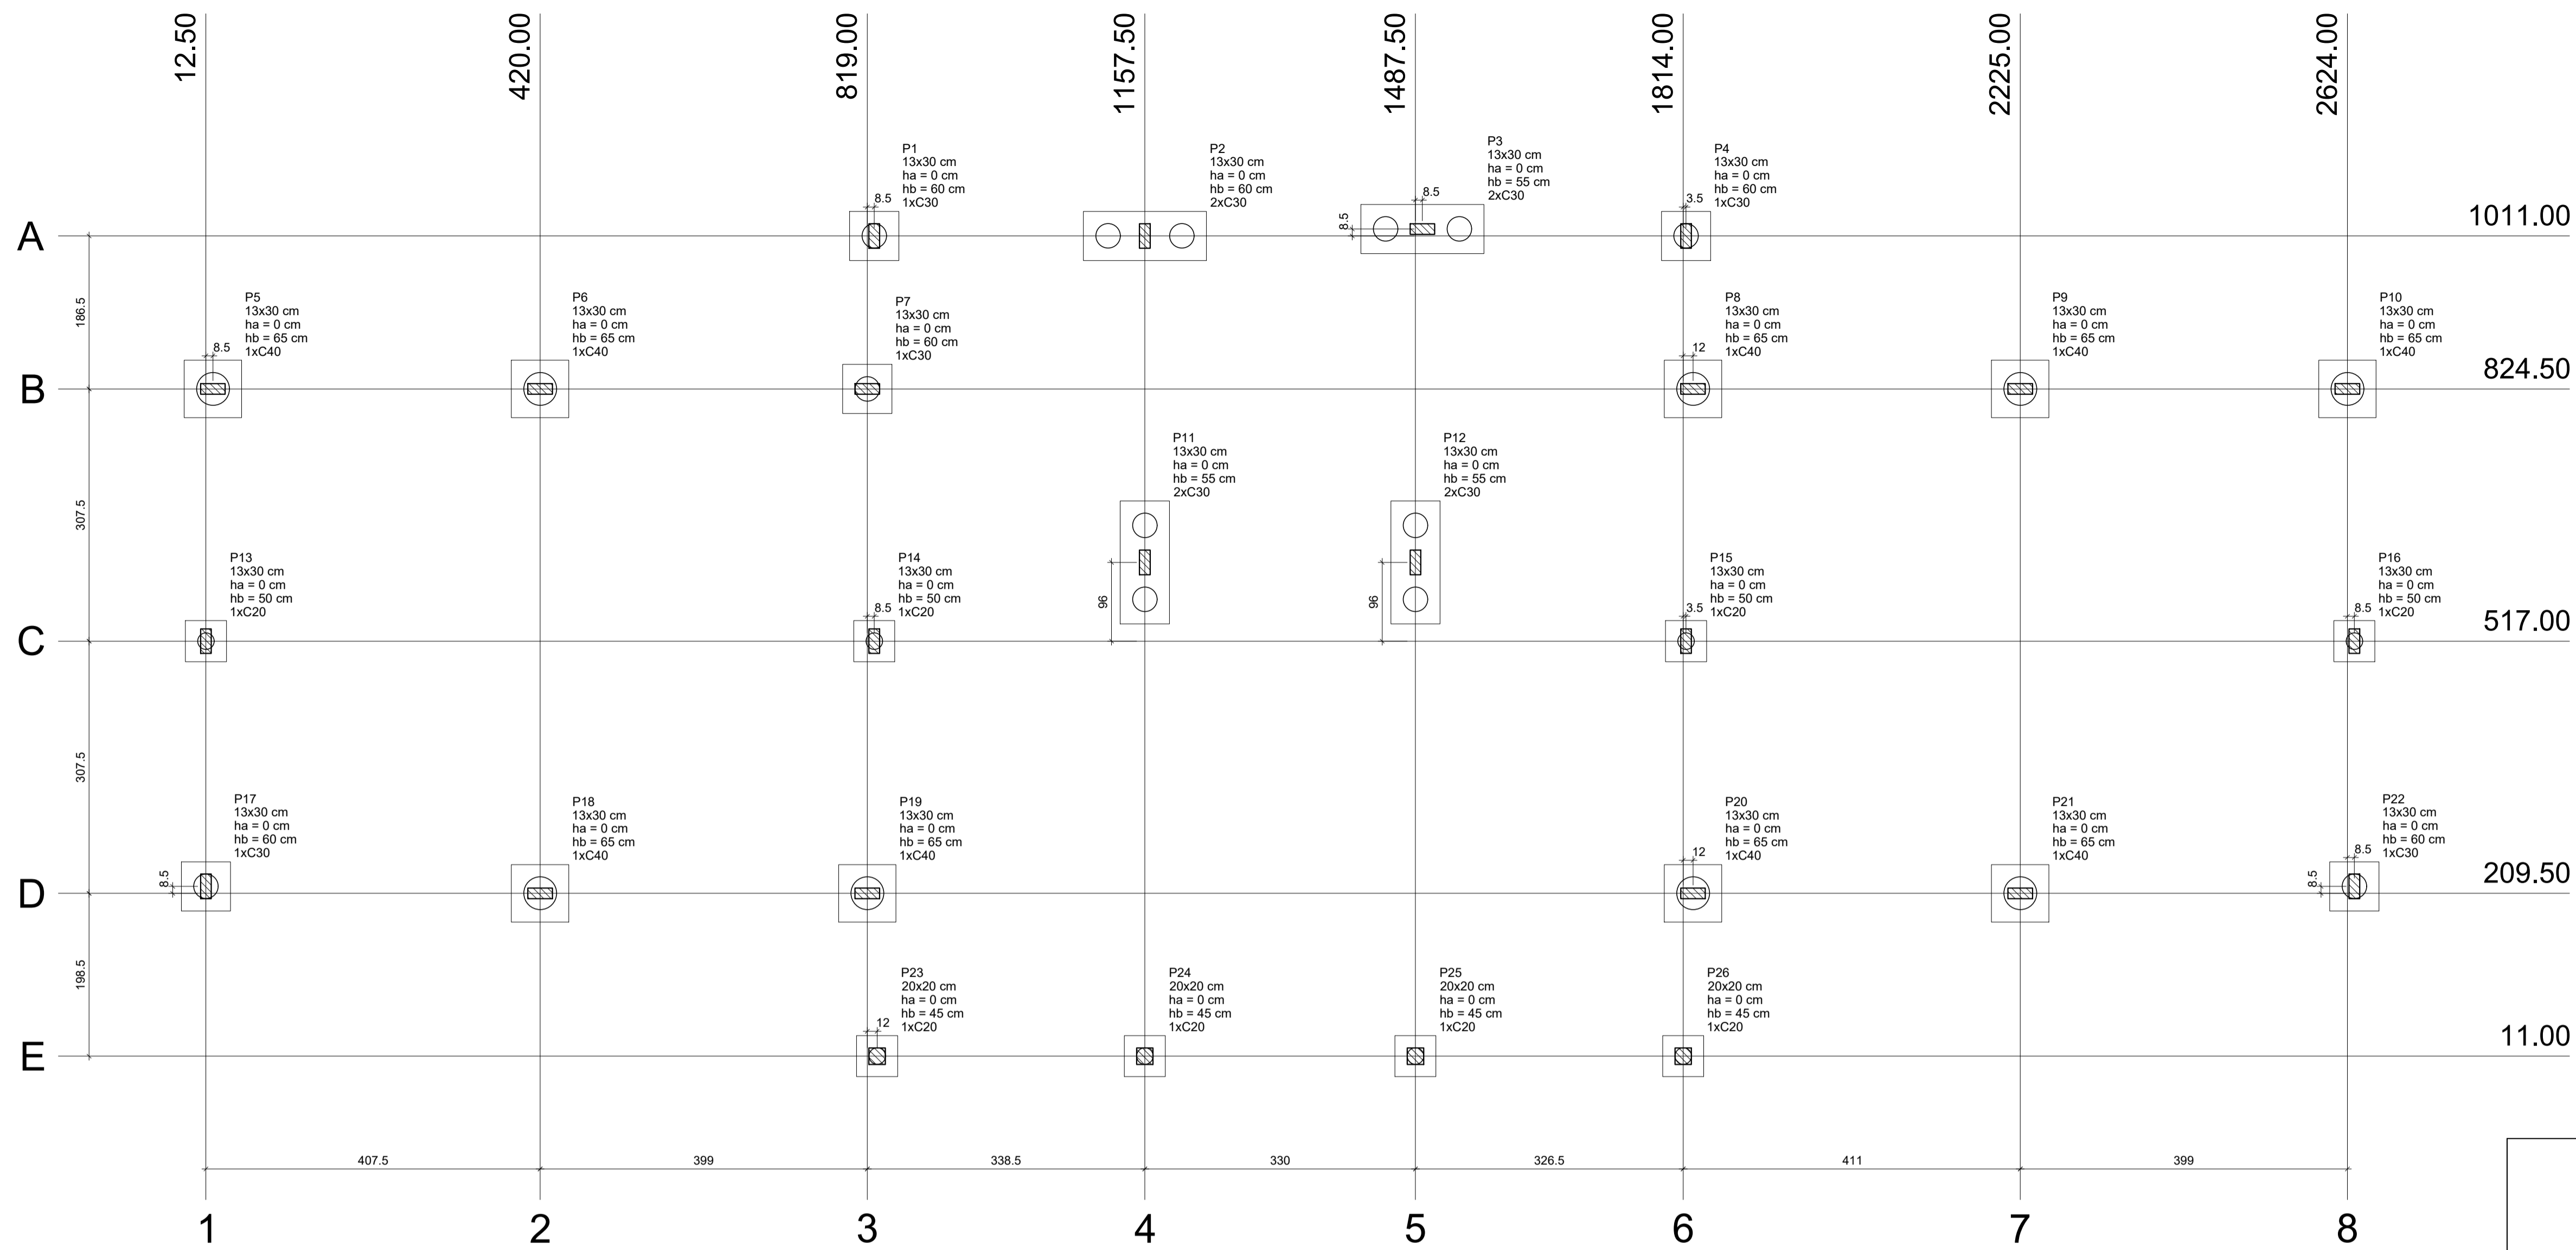 12.50
420.00
819.00
1157.50
1487.50
1814.00
2225.00
2624.00
P1
13x30 cm
ha = 0 cm
hb = 60 cm
1xC30
8.5
P2
13x30 cm
ha = 0 cm
hb = 60 cm
2xC30
P3
13x30 cm
ha = 0 cm
hb = 55 cm
2xC30
8.5
8.5
P4
13x30 cm
ha = 0 cm
hb = 60 cm
1xC30
3.5
A
1011.00
186.5
P5
13x30 cm
ha = 0 cm
hb = 65 cm
1xC40
8.5
P6
13x30 cm
ha = 0 cm
hb = 65 cm
1xC40
P7
13x30 cm
ha = 0 cm
hb = 60 cm
1xC30
P8
13x30 cm
ha = 0 cm
hb = 65 cm
1xC40
12
P9
13x30 cm
ha = 0 cm
hb = 65 cm
1xC40
P10
13x30 cm
ha = 0 cm
hb = 65 cm
1xC40
B
824.50
307.5
P11
13x30 cm
ha = 0 cm
hb = 55 cm
2xC30
96
P12
13x30 cm
ha = 0 cm
hb = 55 cm
2xC30
96
P13
13x30 cm
ha = 0 cm
hb = 50 cm
1xC20
P14
13x30 cm
ha = 0 cm
hb = 50 cm
1xC20
8.5
P15
13x30 cm
ha = 0 cm
hb = 50 cm
1xC20
3.5
P16
13x30 cm
ha = 0 cm
hb = 50 cm
1xC20
8.5
C
517.00
307.5
P17
13x30 cm
ha = 0 cm
hb = 60 cm
1xC30
8.5
P18
13x30 cm
ha = 0 cm
hb = 65 cm
1xC40
P19
13x30 cm
ha = 0 cm
hb = 65 cm
1xC40
P20
13x30 cm
ha = 0 cm
hb = 65 cm
1xC40
12
P21
13x30 cm
ha = 0 cm
hb = 65 cm
1xC40
P22
13x30 cm
ha = 0 cm
hb = 60 cm
1xC30
8.5
8.5
D
209.50
198.5
P23
20x20 cm
ha = 0 cm
hb = 45 cm
1xC20
12
P24
20x20 cm
ha = 0 cm
hb = 45 cm
1xC20
P25
20x20 cm
ha = 0 cm
hb = 45 cm
1xC20
P26
20x20 cm
ha = 0 cm
hb = 45 cm
1xC20
E
11.00
407.5
399
338.5
330
326.5
411
399
1
2
3
4
5
6
7
8